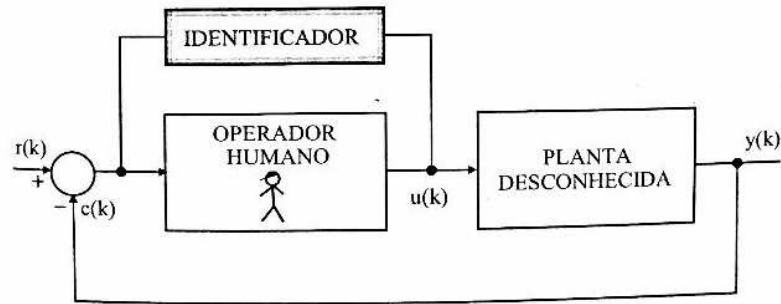 IDENTIFICADOR
OPERADOR
HUMANO
r(k)
+
−
c(k)
u(k)
PLANTA
DESCONHECIDA
y(k)